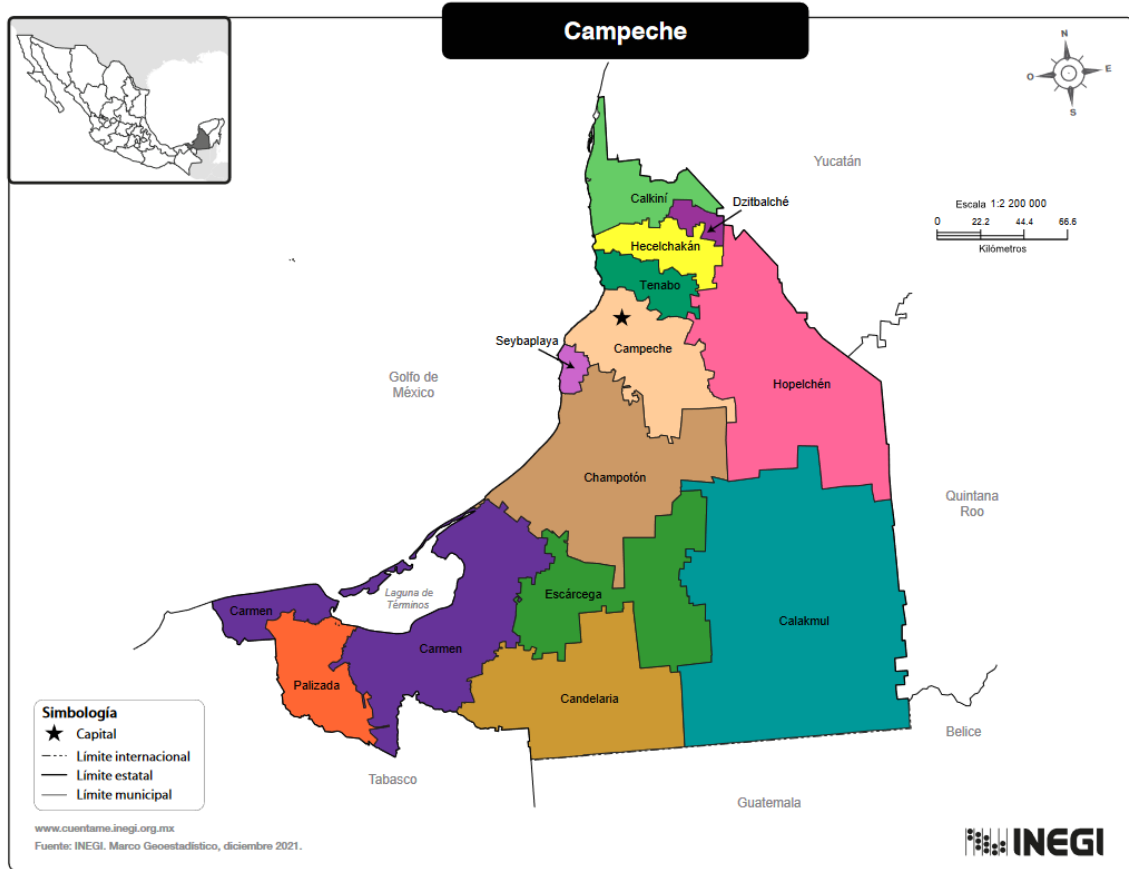 Campeche
N
O
E
S
Yucatán
Escala 1:2 200 000
0 22.2 44.4 66.6
Kilómetros
Calkiní
Dzitbalché
Hecelchakán
Tenabo
Seybaplaya
Campeche
Golfo de
México
Hopelchén
Champotón
Quintana
Roo
Laguna de
Términos
Escárcega
Carmen
Calakmul
Carmen
Palizada
Candelaria
Belice
Tabasco
Guatemala
Simbología
Capital
Límite internacional
Límite estatal
Límite municipal
www.cuentame.inegi.org.mx
Fuente: INEGI. Marco Geoestadístico, diciembre 2021.
INEGI